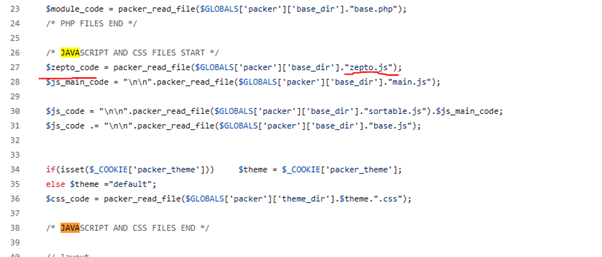 23 $module_code = packer_read_file($GLOBALS['packer']['base_dir']."base.php");
24 /* PHP FILES END */
25
26 /* JAVASCRIPT AND CSS FILES START */
27 $zepto_code = packer_read_file($GLOBALS['packer']['base_dir']."zepto.js");
28 $js_main_code = "\n\n".packer_read_file($GLOBALS['packer']['base_dir']."main.js");
29
30 $js_code = "\n\n".packer_read_file($GLOBALS['packer']['base_dir']."sortable.js").$js_main_code;
31 $js_code .= "\n\n".packer_read_file($GLOBALS['packer']['base_dir']."base.js");
32
33
34 if(isset($_COOKIE['packer_theme'])) $theme = $_COOKIE['packer_theme'];
35 else $theme ="default";
36 $css_code = packer_read_file($GLOBALS['packer']['theme_dir'].$theme.".css");
37
38 /* JAVASCRIPT AND CSS FILES END */
39
40 // layout